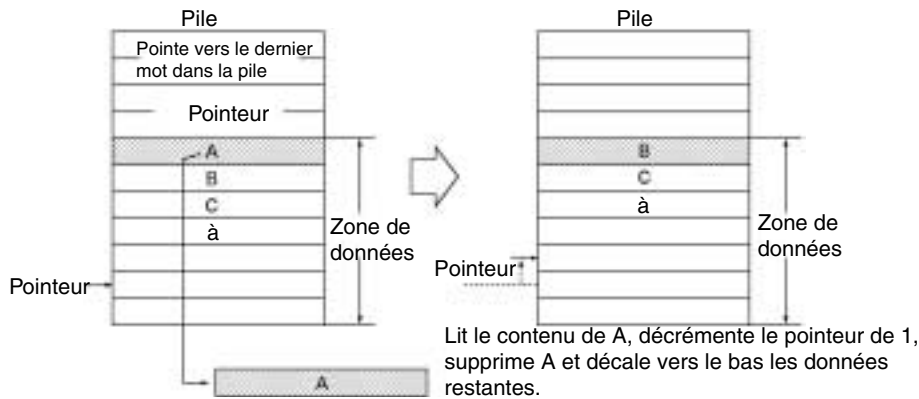 Pile
Pointe vers le dernier
mot dans la pile
Pointeur
A
B
C
à
Zone de
données
Pointeur
A
Pile
B
C
à
Zone de
données
Pointeur
Lit le contenu de A, décrémente le pointeur de 1,
supprime A et décale vers le bas les données
restantes.